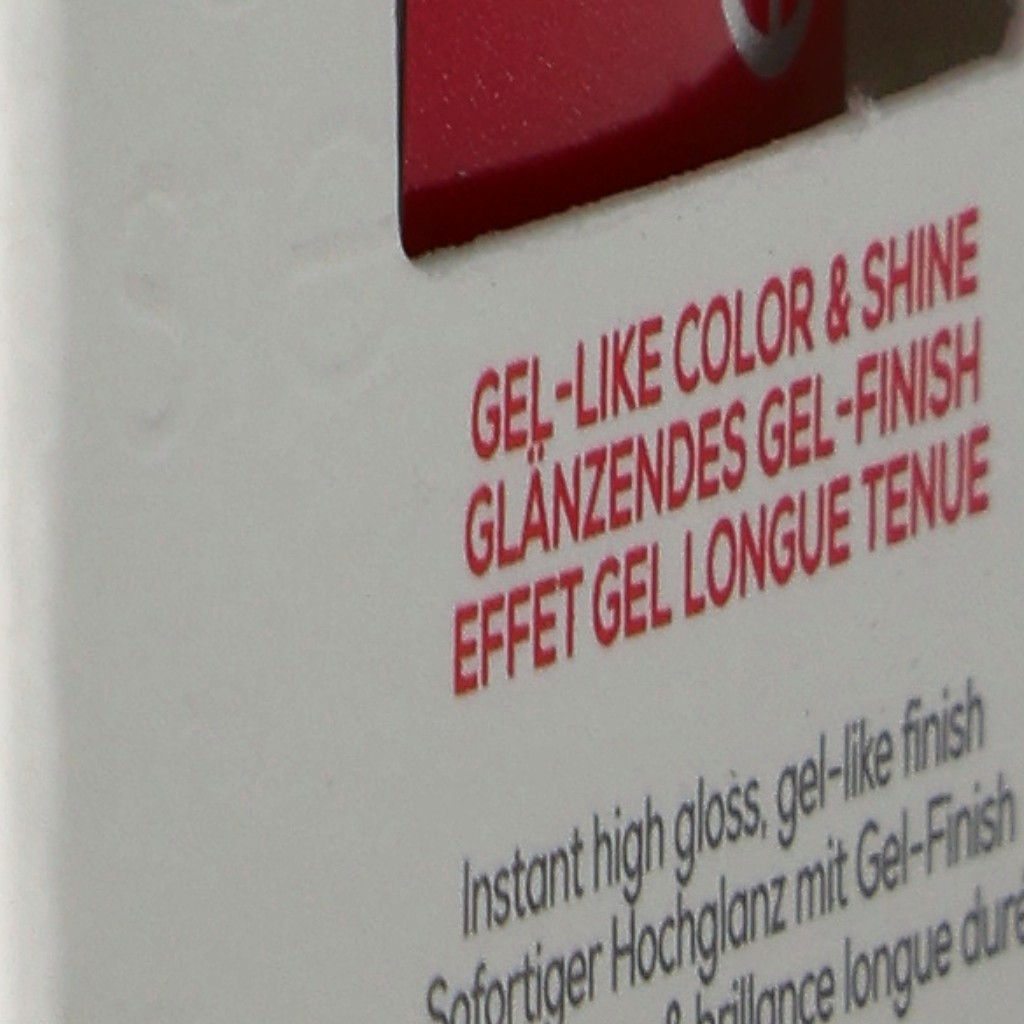 GEL-LIKE COLOR & SHINE
GLÄNZENDES GEL-FINISH
EFFET GEL LONGUE TENUE
Instant high gloss, gel-like finish
Sofortiger Hochglanz mit Gel-Finish
& brillance longue